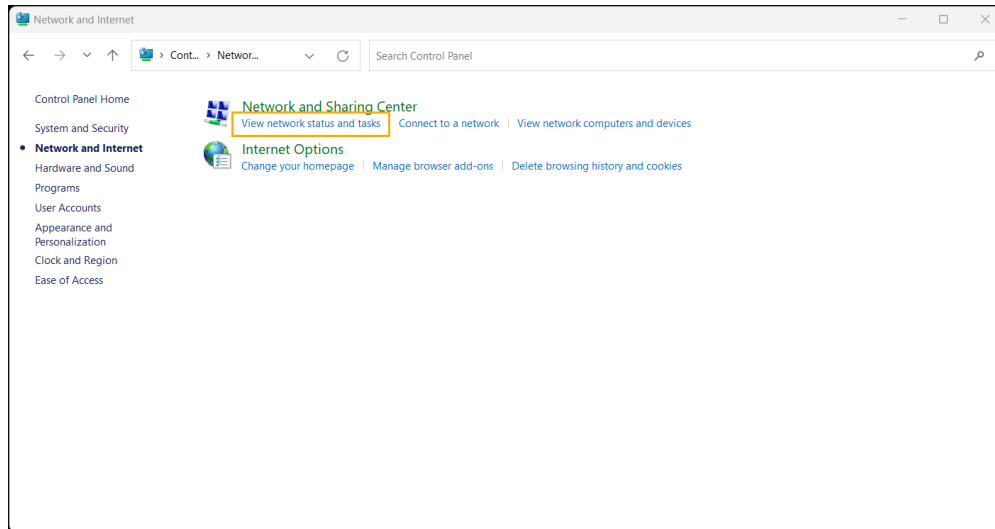 Network and Internet
Cont... Networ...
Search Control Panel
Control Panel Home
System and Security
Network and Internet
Hardware and Sound
Programs
User Accounts
Appearance and
Personalization
Clock and Region
Ease of Access
Network and Sharing Center
View network status and tasks Connect to a network View network computers and devices
Internet Options
Change your homepage Manage browser add-ons Delete browsing history and cookies